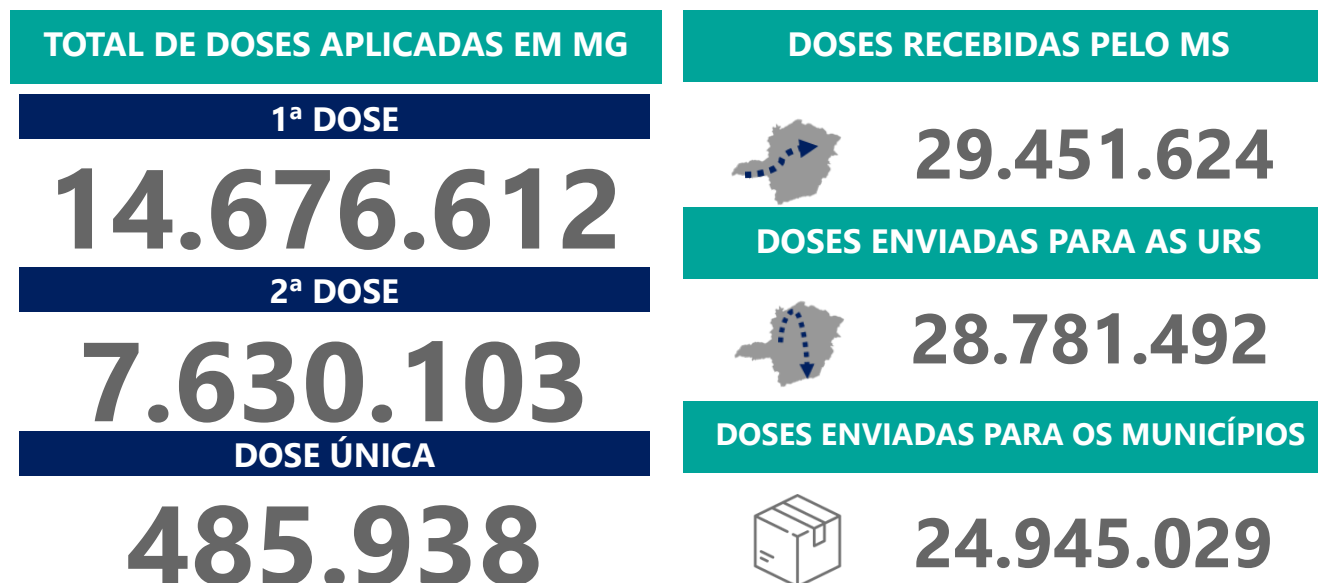 TOTAL DE DOSES APLICADAS EM MG
1ª DOSE
14.676.612
2ª DOSE
7.630.103
DOSE ÚNICA
485.938
DOSES RECEBIDAS PELO MS
29.451.624
DOSES ENVIADAS PARA AS URS
28.781.492
DOSES ENVIADAS PARA OS MUNICÍPIOS
24.945.029